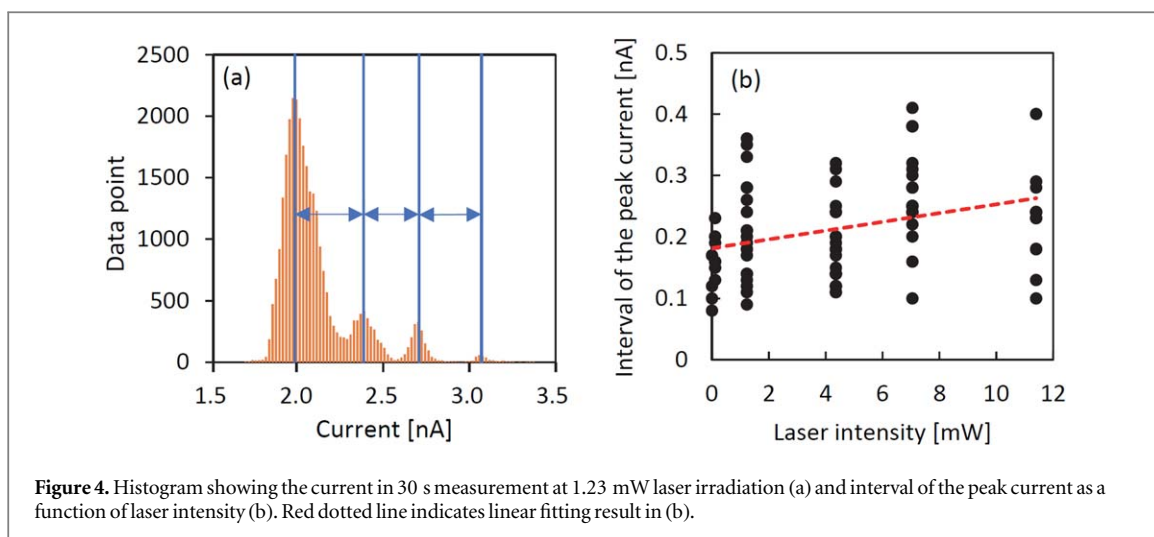 (a)
2500
2000
1500
1000
500
0
Data point
1.5 2.0 2.5 3.0 3.5
Current [nA]
(b)
0.5
0.4
0.3
0.2
0.1
0
Interval of the peak current [nA]
0 2 4 6 8 10 12
Laser intensity [mW]
Figure 4. Histogram showing the current in 30 s measurement at 1.23 mW laser irradiation (a) and interval of the peak current as a
function of laser intensity (b). Red dotted line indicates linear fitting result in (b).